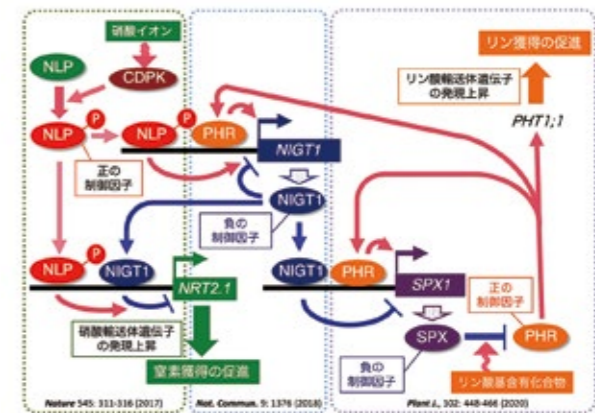 硝酸イオン
NLP
CDPK
P
NLP
正の
制御因子
NLP
P
PHR
NIGT1
NIGT1
負の
制御因子
リン獲得の促進
リン酸輸送体遺伝子
の発現上昇
PHT1;1
NLP
P
NIGT1
NRT2.1
硝酸輸送体遺伝子
の発現上昇
窒素獲得の促進
NIGT1
PHR
SPX1
SPX
負の
制御因子
正の
制御因子
PHR
リン酸基含有化合物
Nature 545: 311-316 (2017)
Nat. Commun. 9: 1376 (2018)
Plant J., 102: 448-466 (2020)